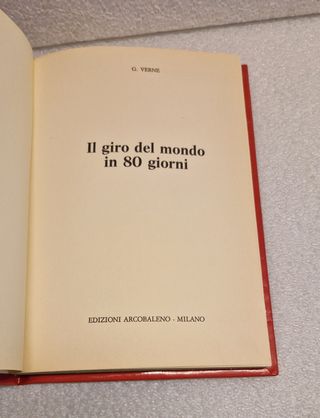 G. VERNE
Il giro del mondo
in 80 giorni
EDIZIONI ARCOBALENO - MILANO